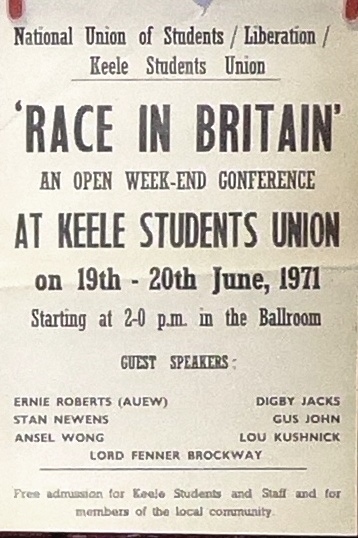 National Union of Students / Liberation /
Keele Students Union
'RACE IN BRITAIN'
AN OPEN WEEK-END CONFERENCE
AT KEELE STUDENTS UNION
on 19th - 20th June, 1971
Starting at 2-0 p.m. in the Ballroom
GUEST SPEAKERS:
ERNIE ROBERTS (AUEW) DIGBY JACKS
STAN NEWENS GUS JOHN
ANSEL WONG LOU KUSHNICK
LORD FENNER BROCKWAY
Free admission for Keele Students and Staff and for
members of the local community.